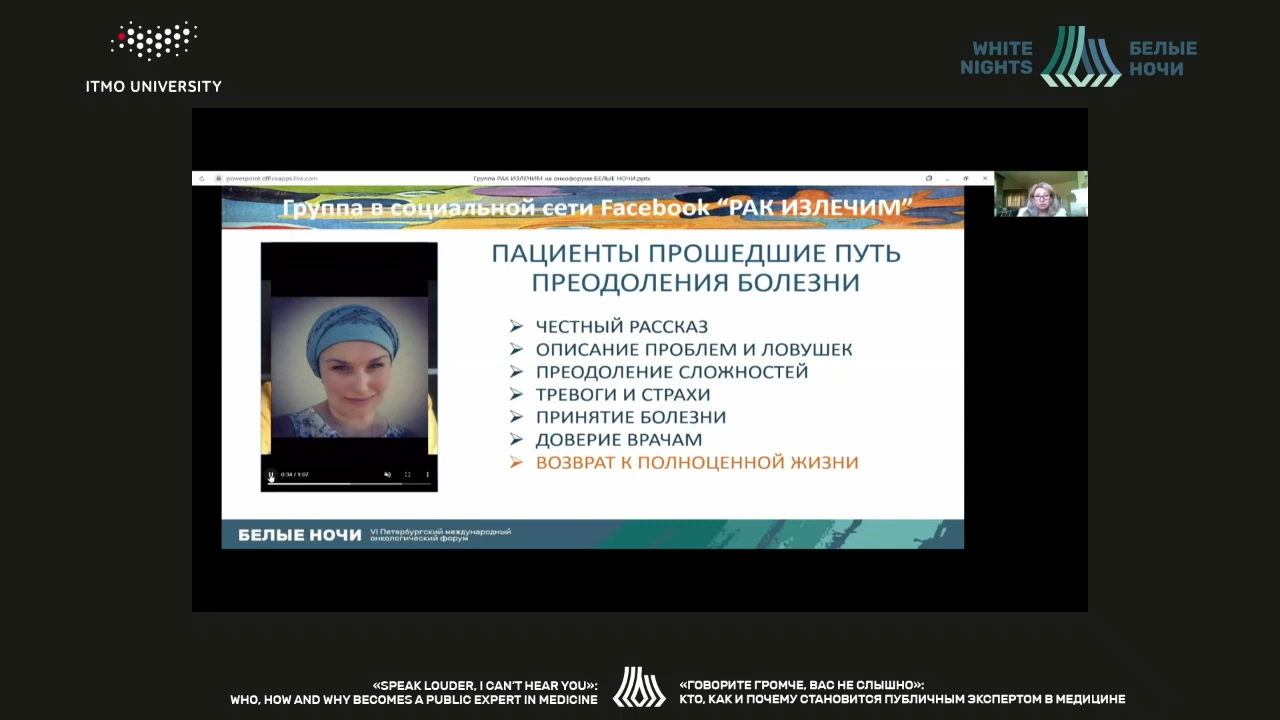 ITMO UNIVERSITY
WHITE
NIGHTS
БЕЛЫЕ
НОЧИ
powerpoint.officeapps.live.com
Группа РАК ИЗЛЕЧИМ на онкофоруме БЕЛЫЕ НОЧИ.pptx
Группа в социальной сети Facebook “РАК ИЗЛЕЧИМ”
ПАЦИЕНТЫ ПРОШЕДШИЕ ПУТЬ
ПРЕОДОЛЕНИЯ БОЛЕЗНИ
➢ ЧЕСТНЫЙ РАССКАЗ
➢ ОПИСАНИЕ ПРОБЛЕМ И ЛОВУШЕК
➢ ПРЕОДОЛЕНИЕ СЛОЖНОСТЕЙ
➢ ТРЕВОГИ И СТРАХИ
➢ ПРИНЯТИЕ БОЛЕЗНИ
➢ ДОВЕРИЕ ВРАЧАМ
➢ ВОЗВРАТ К ПОЛНОЦЕННОЙ ЖИЗНИ
0:34 / 1:07
БЕЛЫЕ НОЧИ
VI Петербургский международный
онкологический форум
«SPEAK LOUDER, I CAN'T HEAR YOU»:
WHO, HOW AND WHY BECOMES A PUBLIC EXPERT IN MEDICINE
«ГОВОРИТЕ ГРОМЧЕ, ВАС НЕ СЛЫШНО»:
КТО, КАК И ПОЧЕМУ СТАНОВИТСЯ ПУБЛИЧНЫМ ЭКСПЕРТОМ В МЕДИЦИНЕ